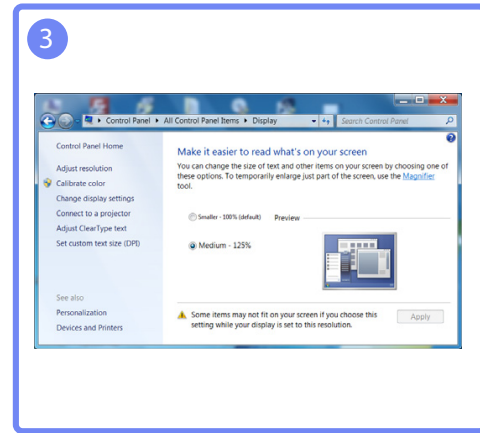 3
Control Panel ▸ All Control Panel Items ▸ Display
Search Control Panel
Control Panel Home
Adjust resolution
Calibrate color
Change display settings
Connect to a projector
Adjust ClearType text
Set custom text size (DPI)
See also
Personalization
Devices and Printers
Make it easier to read what's on your screen
You can change the size of text and other items on your screen by choosing one of
these options. To temporarily enlarge just part of the screen, use the Magnifier
tool.
Smaller - 100% (default)
Preview
Medium - 125%
Some items may not fit on your screen if you choose this
setting while your display is set to this resolution.
Apply